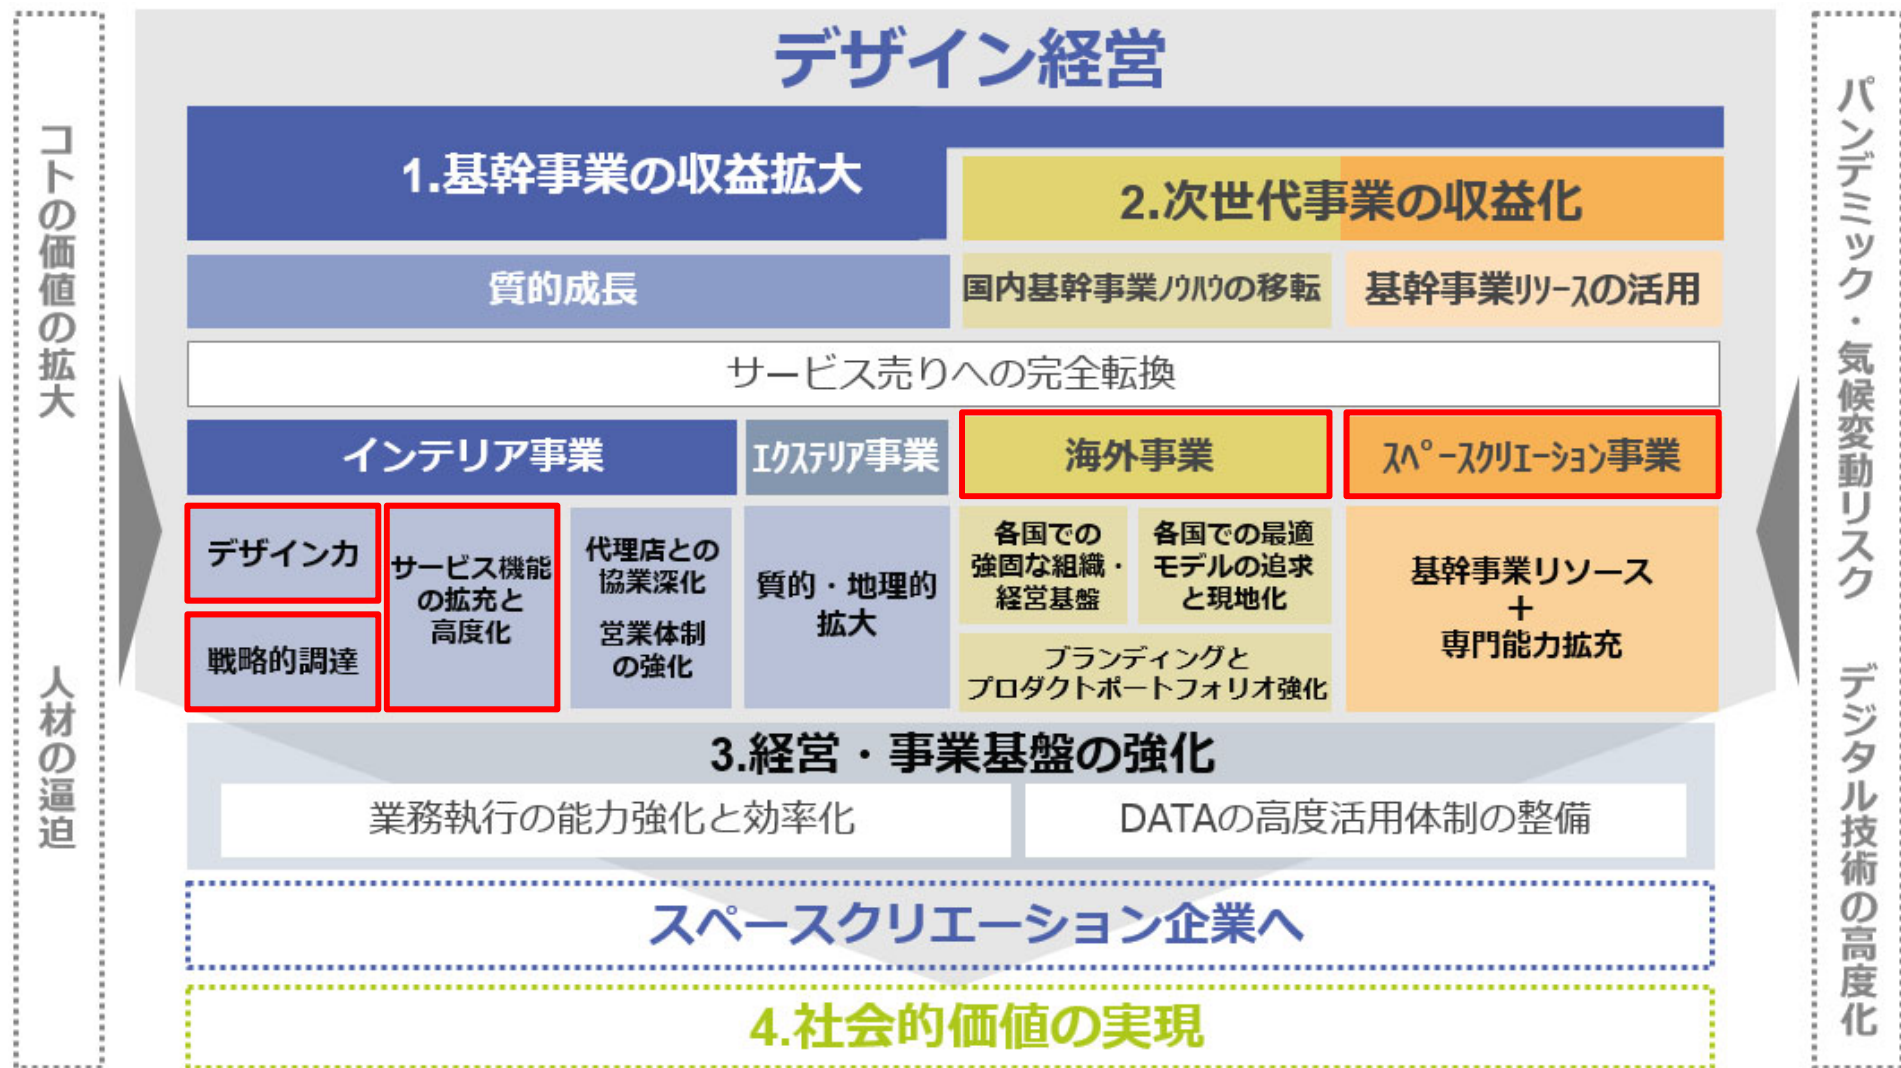 デザイン経営
コトの価値の拡大
人材の逼迫
1.基幹事業の収益拡大
2.次世代事業の収益化
質的成長
国内基幹事業ﾉｳﾊｳの移転
基幹事業ﾘｿｰｽの活用
サービス売りへの完全転換
インテリア事業
ｴｸｽﾃﾘｱ事業
海外事業
ｽﾍﾟｰｽｸﾘｴｰｼｮﾝ事業
デザイン力
戦略的調達
サービス機能
の拡充と
高度化
代理店との
協業深化
営業体制
の強化
質的・地理的
拡大
各国での
強固な組織・
経営基盤
各国での最適
モデルの追求
と現地化
ブランディングと
プロダクトポートフォリオ強化
基幹事業リソース
＋
専門能力拡充
3.経営・事業基盤の強化
業務執行の能力強化と効率化
DATAの高度活用体制の整備
スペースクリエーション企業へ
4.社会的価値の実現
パンデミック・気候変動リスク
デジタル技術の高度化